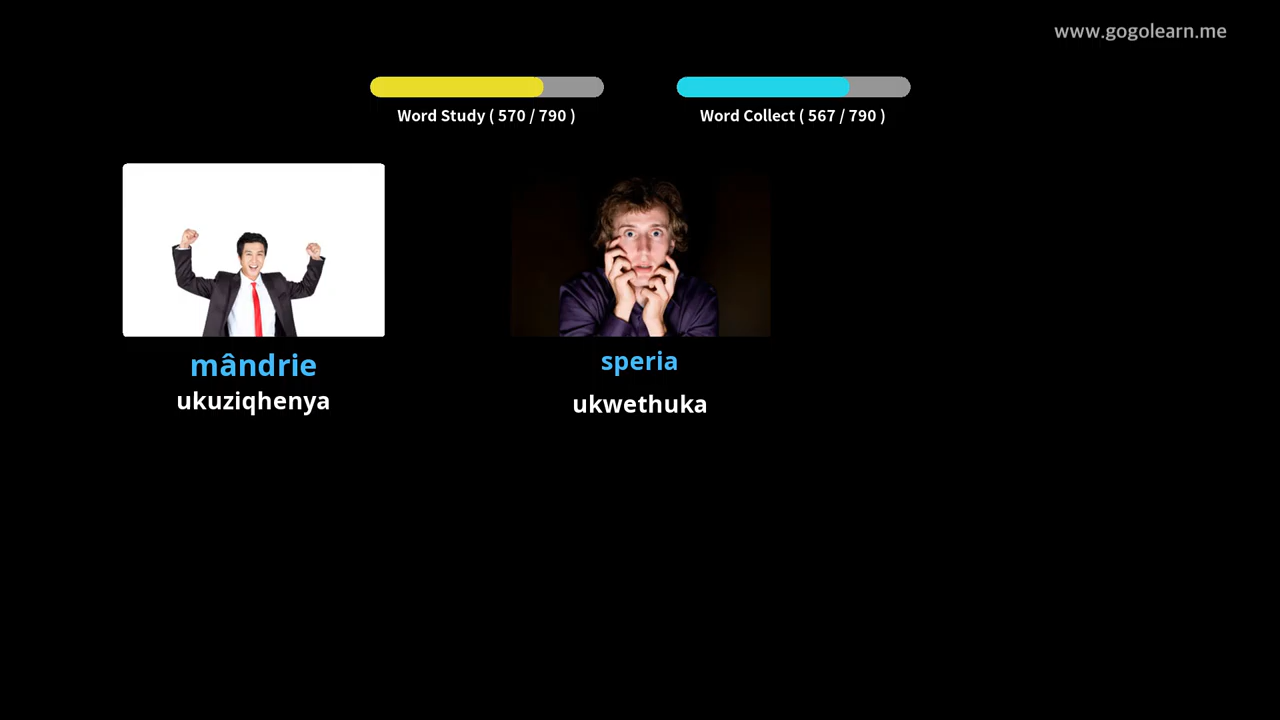 www.gogolearn.me
Word Study ( 570 / 790 )
Word Collect ( 567 / 790 )
mândrie
ukuziqhenya
speria
ukwethuka